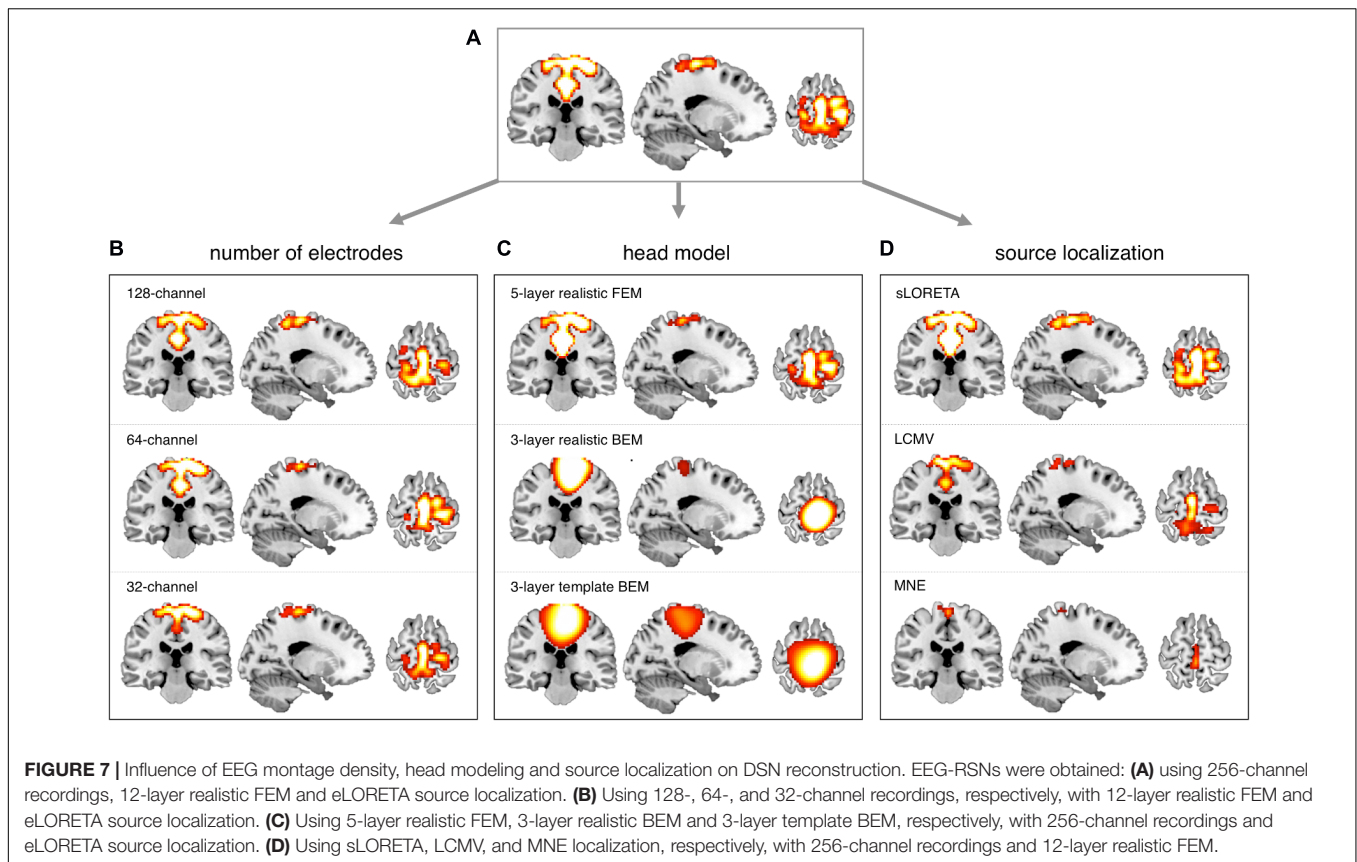 A
B
number of electrodes
128-channel
64-channel
32-channel
C
head model
5-layer realistic FEM
3-layer realistic BEM
3-layer template BEM
D
source localization
sLORETA
LCMV
MNE
FIGURE 7 | Influence of EEG montage density, head modeling and source localization on DSN reconstruction. EEG-RSNs were obtained: (A) using 256-channel
recordings, 12-layer realistic FEM and eLORETA source localization. (B) Using 128-, 64-, and 32-channel recordings, respectively, with 12-layer realistic FEM and
eLORETA source localization. (C) Using 5-layer realistic FEM, 3-layer realistic BEM and 3-layer template BEM, respectively, with 256-channel recordings and
eLORETA source localization. (D) Using sLORETA, LCMV, and MNE localization, respectively, with 256-channel recordings and 12-layer realistic FEM.